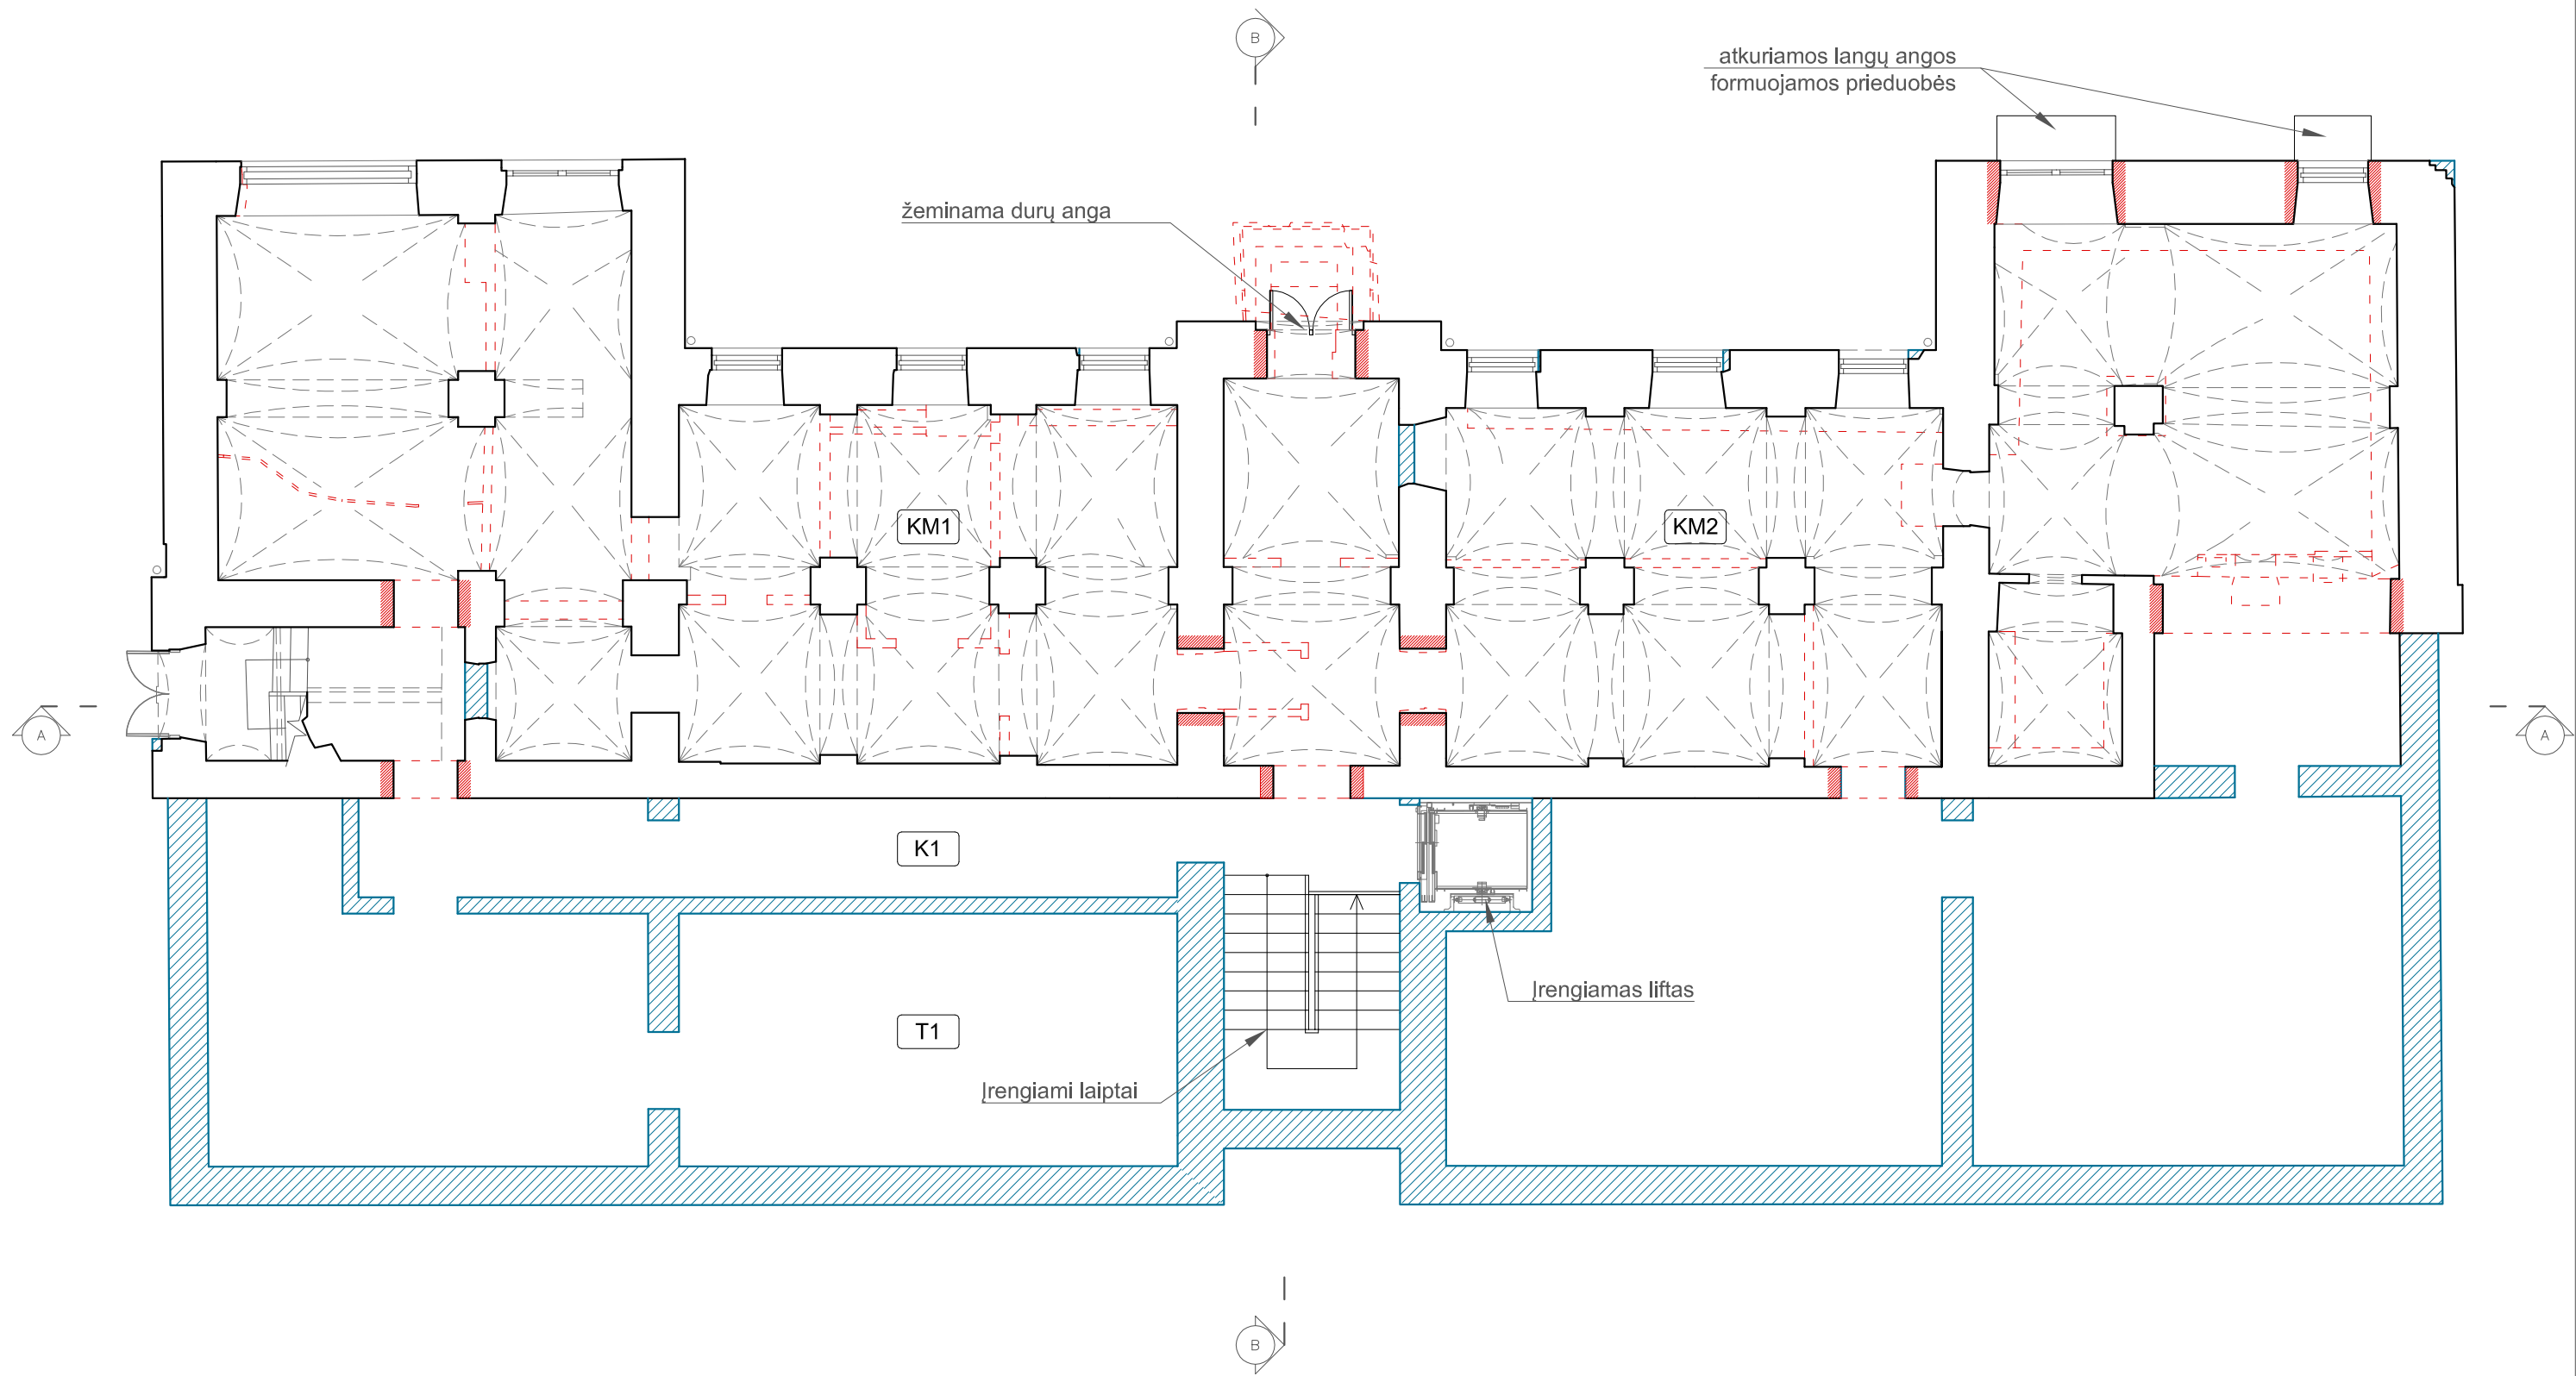 B
atkuriamos langų angos
formuojamos prieduobės
žeminama durų anga
KM1
KM2
A
A
K1
Įrengiamas liftas
T1
Įrengiami laiptai
B